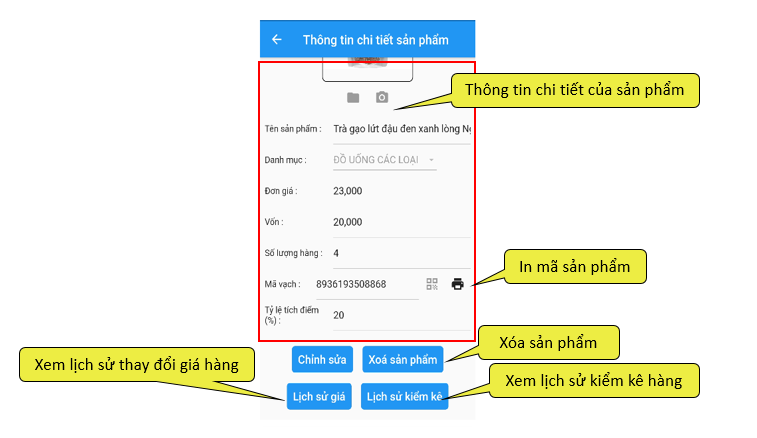 Thông tin chi tiết sản phẩm
Thông tin chi tiết của sản phẩm
Tên sản phẩm : Trà gạo lứt đậu đen xanh lòng
Danh mục : ĐỒ UỐNG CÁC LOẠI
Đơn giá : 23,000
Vốn : 20,000
Số lượng hàng : 4
In mã sản phẩm
Mã vạch : 8936193508868
Tỷ lệ tích điểm
(%) : 20
Xóa sản phẩm
Chỉnh sửa Xoá sản phẩm
Xem lịch sử thay đổi giá hàng
Xem lịch sử kiểm kê hàng
Lịch sử giá Lịch sử kiểm kê